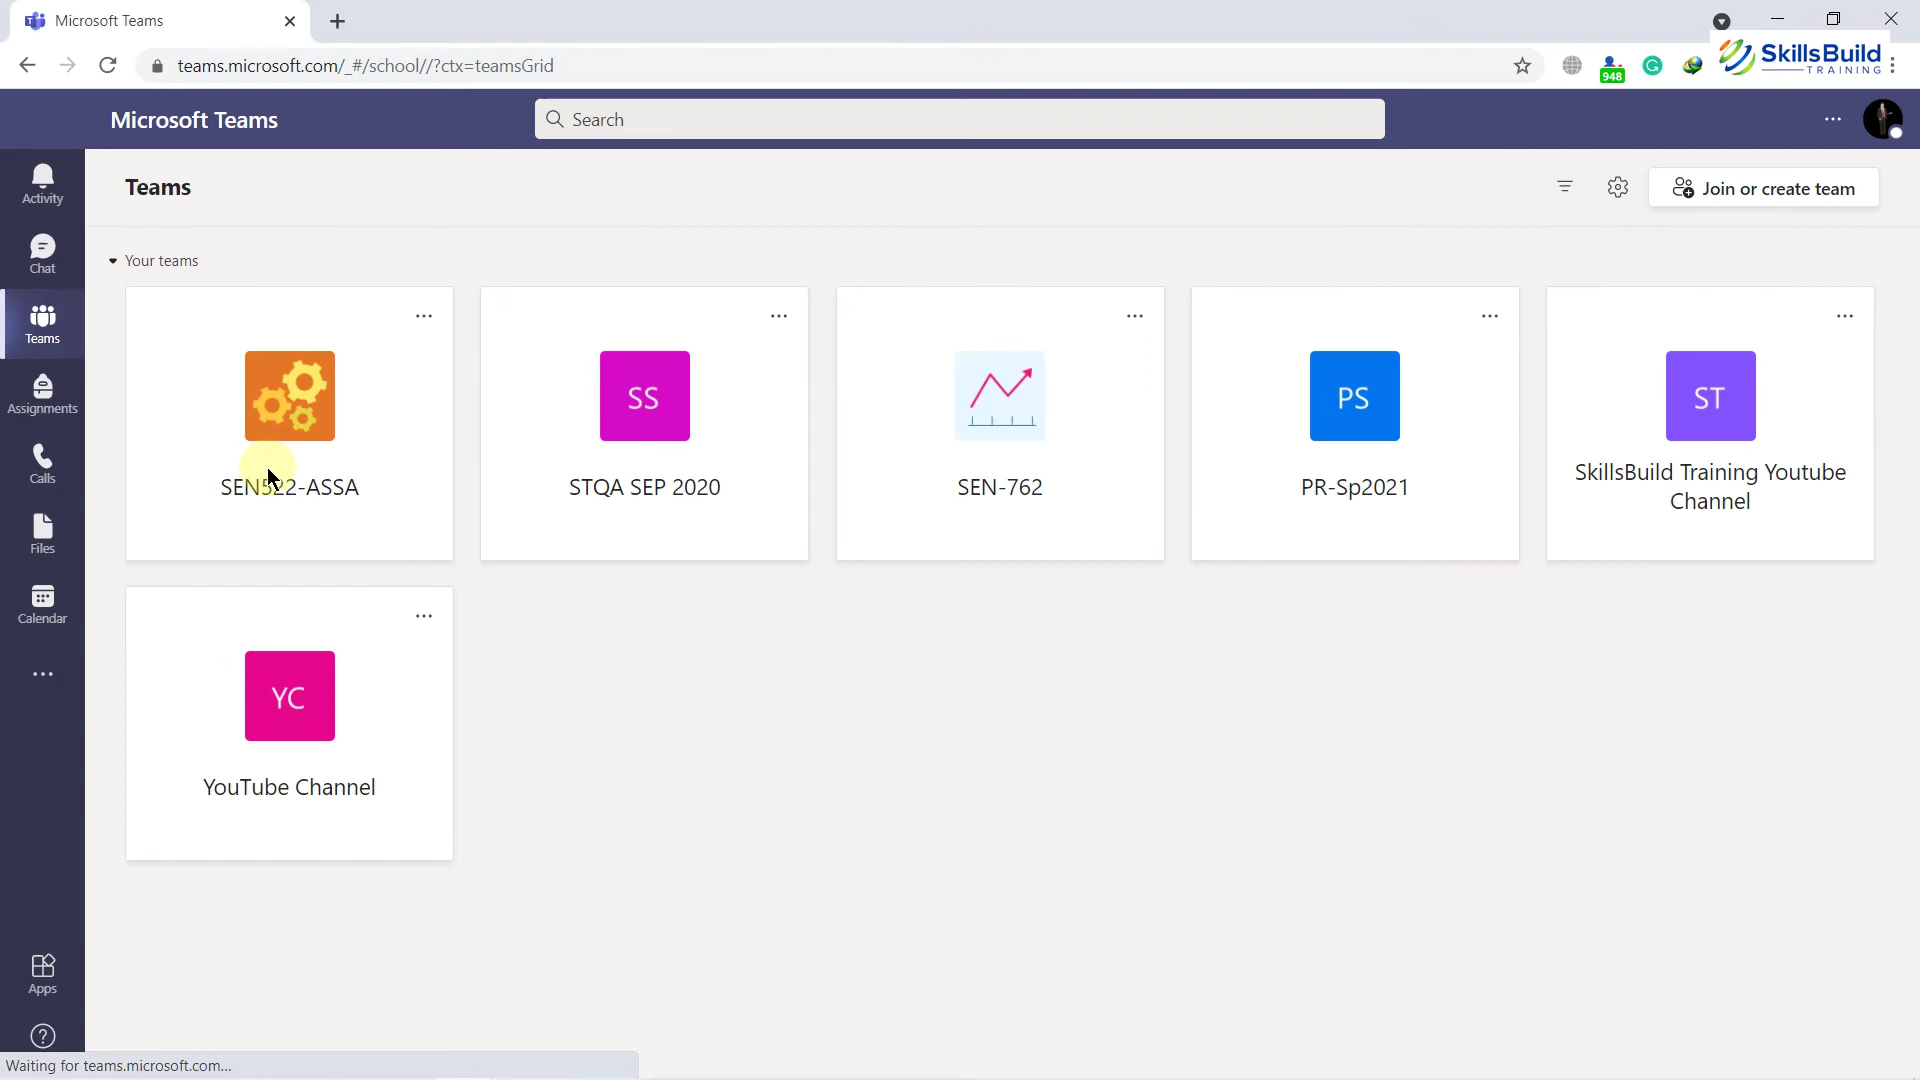 Microsoft Teams
teams.microsoft.com/_#/school//?ctx=teamsGrid
948
SkillsBuild
TRAINING
Microsoft Teams
Search
Activity
Chat
Teams
Assignments
Calls
Files
Calendar
Apps
Teams
Join or create team
Your teams
SEN522-ASSA
SS
STQA SEP 2020
SEN-762
PS
PR-Sp2021
ST
SkillsBuild Training Youtube
Channel
YC
YouTube Channel
Waiting for teams.microsoft.com...